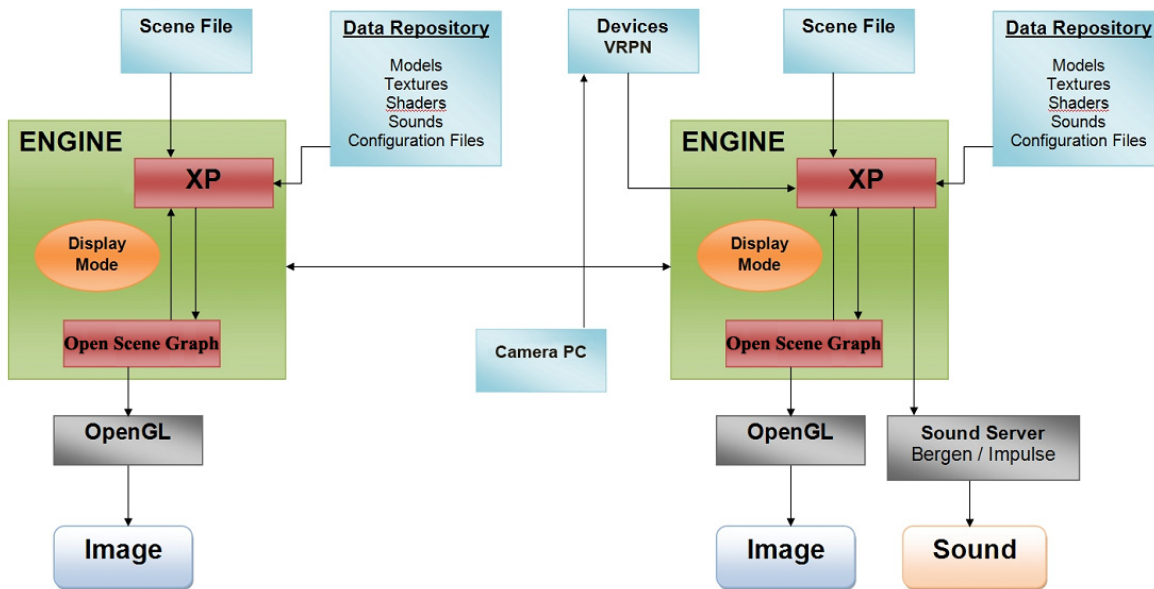 Scene File
Data Repository
Models
Textures
Shaders
Sounds
Configuration Files
ENGINE
XP
Display
Mode
Open Scene Graph
OpenGL
Image
Devices
VRPN
Camera PC
Scene File
Data Repository
Models
Textures
Shaders
Sounds
Configuration Files
ENGINE
XP
Display
Mode
Open Scene Graph
OpenGL
Image
Sound Server
Bergen / Impulse
Sound